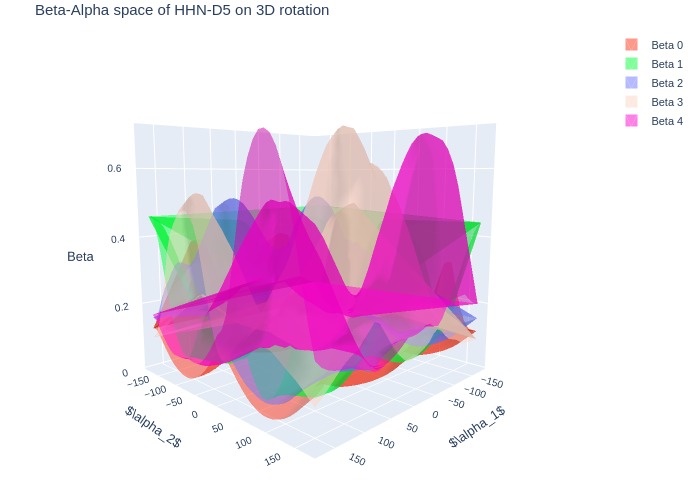 Beta-Alpha space of HHN-D5 on 3D rotation
Beta 0
Beta 1
Beta 2
Beta 3
Beta 4
0.6
0.4
0.2
0
Beta
−150
−100
−50
0
50
100
150
$\alpha_2$
−150
−100
−50
0
50
100
150
$\alpha_1$